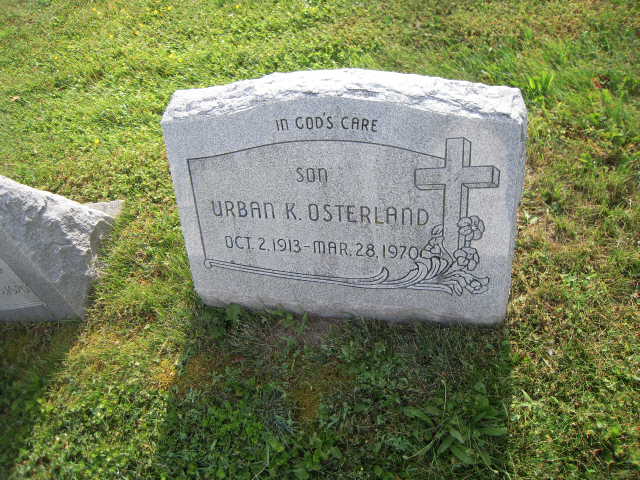 IN GOD'S CARE
SON
URBAN K. OSTERLAND
OCT. 2, 1913 - MAR. 28, 1970